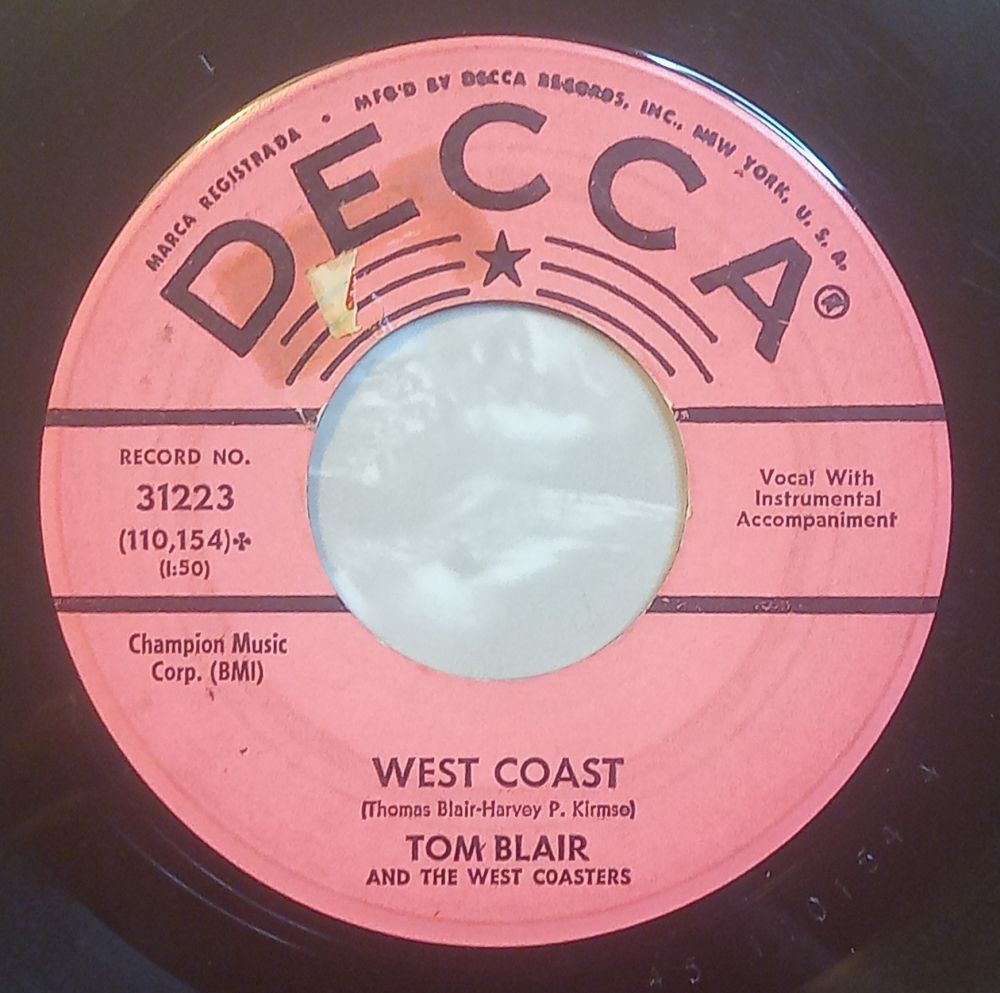 MARCA REGISTRADA • MFG'D BY DECCA RECORDS, INC., NEW YORK, U. S. A.
DECCA ®
RECORD NO.
31223
(110,154)✤
(1:50)
Vocal With
Instrumental
Accompaniment
Champion Music
Corp. (BMI)
WEST COAST
(Thomas Blair-Harvey P. Kirmse)
TOM BLAIR
AND THE WEST COASTERS